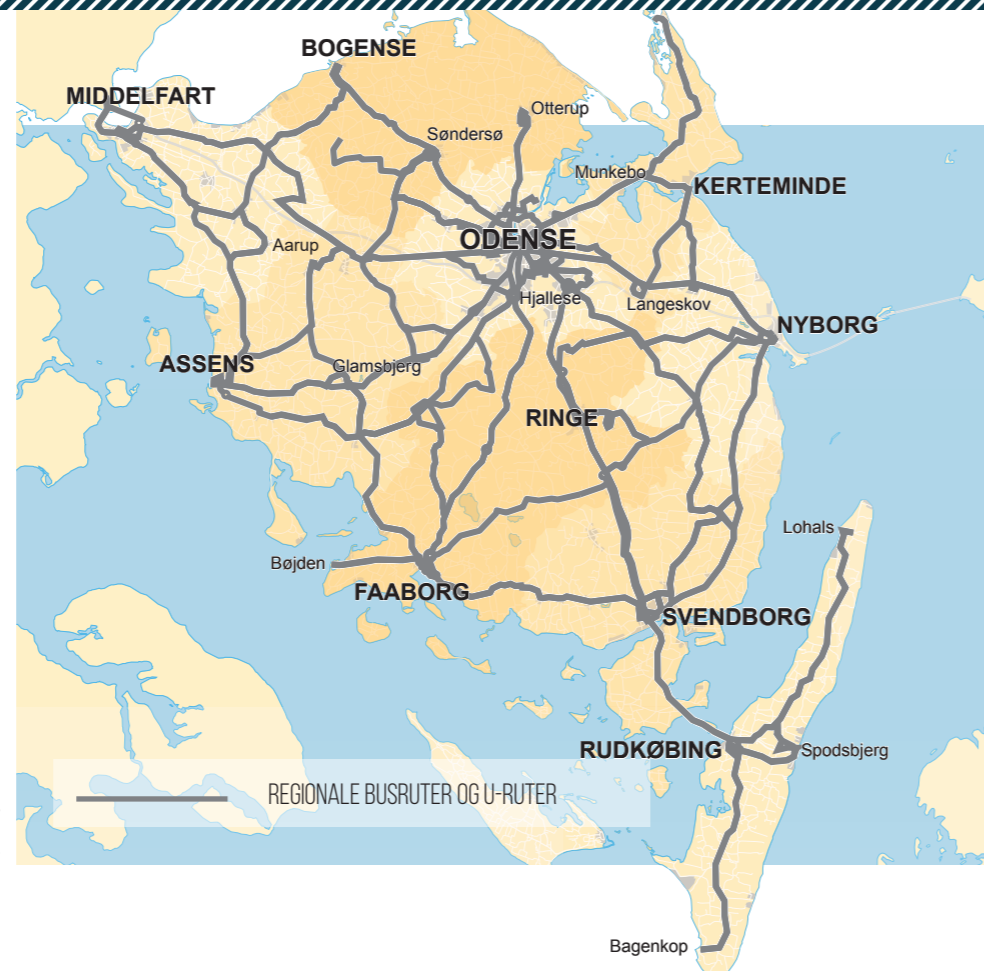 BOGENSE
MIDDELFART
Otterup
Søndersø
Munkebo
KERTEMINDE
ODENSE
Aarup
Hjallese
Langeskov
NYBORG
ASSENS
Glamsbjerg
RINGE
Lohals
Bøjden
FAABORG
SVENDBORG
RUDKØBING
Spodsbjerg
REGIONALE BUSRUTER OG U-RUTER
Bagenkop